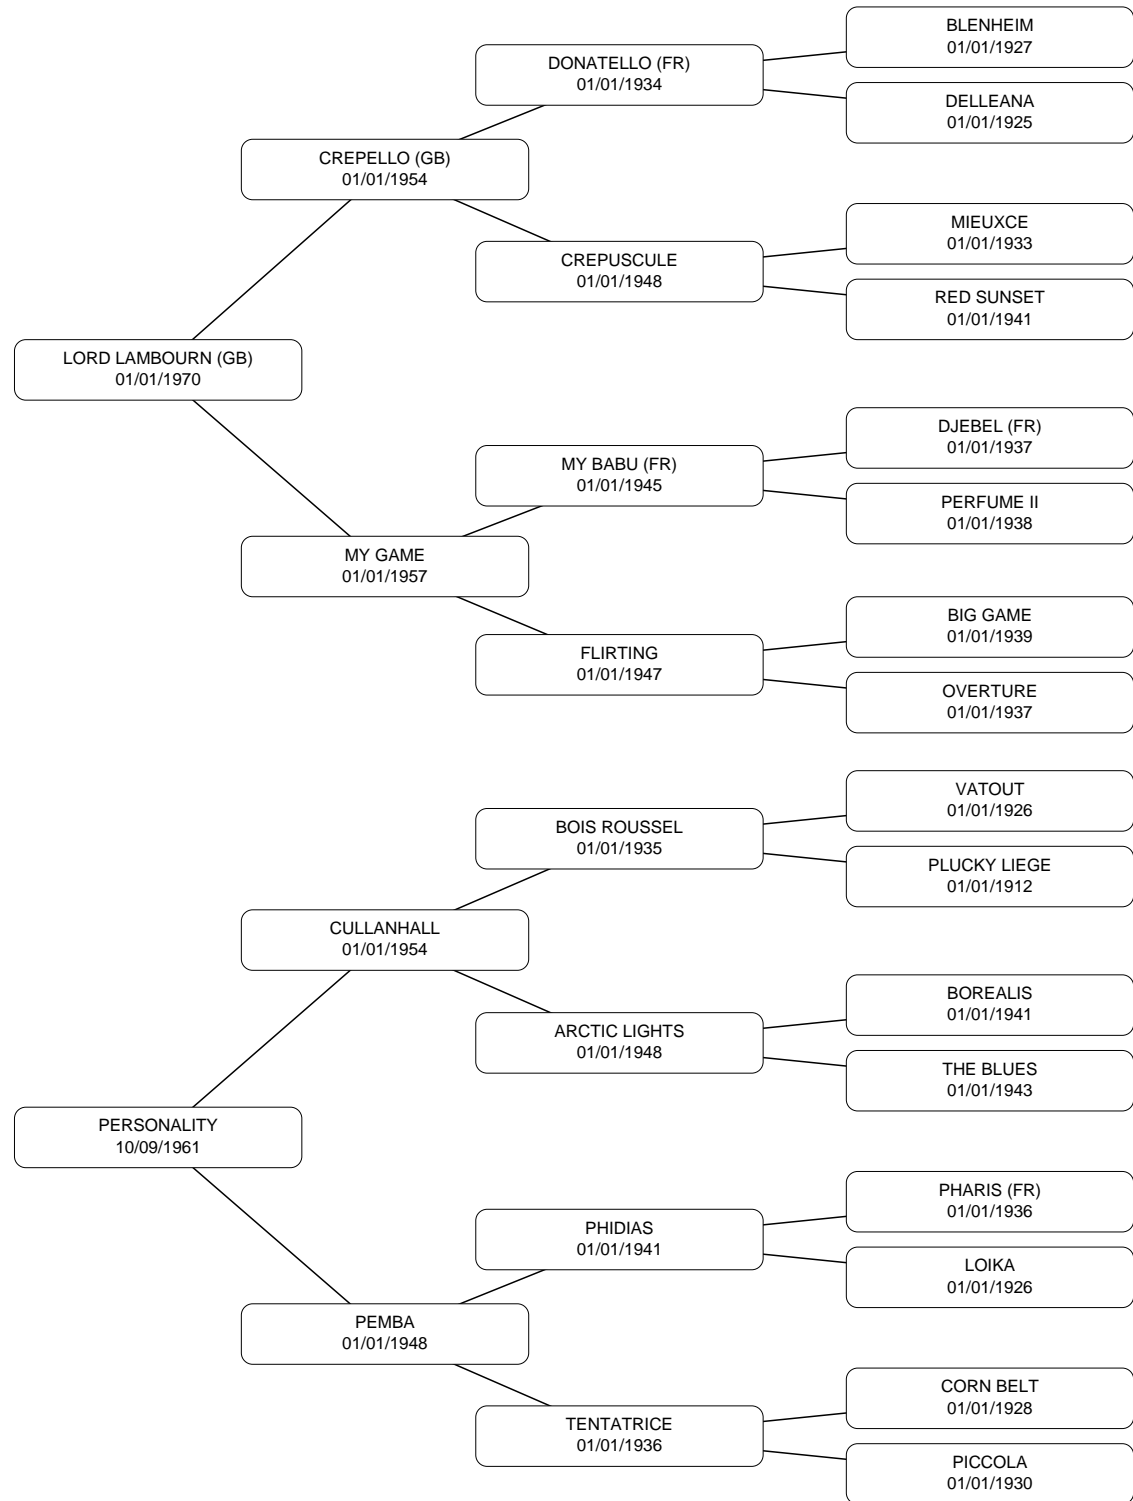 BLENHEIM
01/01/1927
DONATELLO (FR)
01/01/1934
DELLEANA
01/01/1925
CREPELLO (GB)
01/01/1954
MIEUXCE
01/01/1933
CREPUSCULE
01/01/1948
RED SUNSET
01/01/1941
LORD LAMBOURN (GB)
01/01/1970
DJEBEL (FR)
01/01/1937
MY BABU (FR)
01/01/1945
PERFUME II
01/01/1938
MY GAME
01/01/1957
BIG GAME
01/01/1939
FLIRTING
01/01/1947
OVERTURE
01/01/1937
VATOUT
01/01/1926
BOIS ROUSSEL
01/01/1935
PLUCKY LIEGE
01/01/1912
CULLANHALL
01/01/1954
BOREALIS
01/01/1941
ARCTIC LIGHTS
01/01/1948
THE BLUES
01/01/1943
PERSONALITY
10/09/1961
PHARIS (FR)
01/01/1936
PHIDIAS
01/01/1941
LOIKA
01/01/1926
PEMBA
01/01/1948
CORN BELT
01/01/1928
TENTATRICE
01/01/1936
PICCOLA
01/01/1930